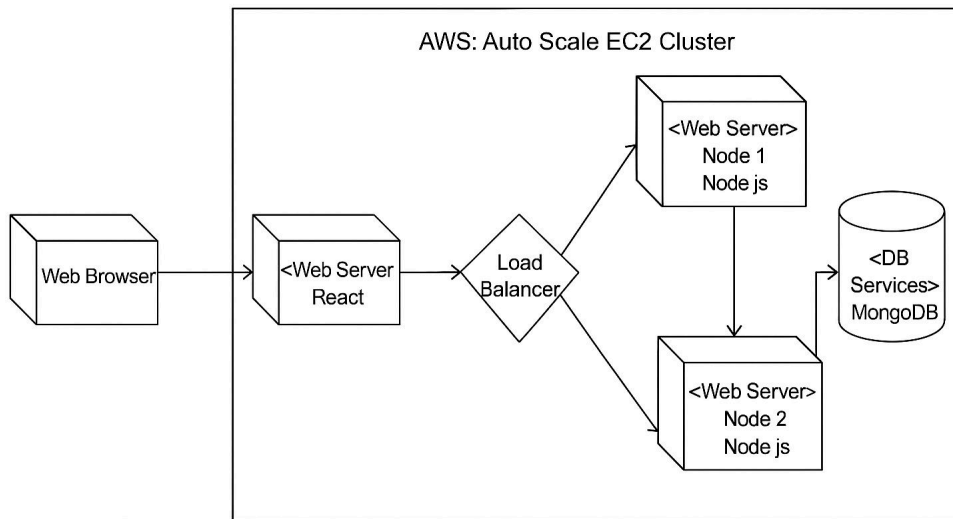 AWS: Auto Scale EC2 Cluster
<Web Server>
Node 1
Node js
Web Browser
<Web Server
React
Load
Balancer
<DB
Services>
MongoDB
<Web Server>
Node 2
Node js